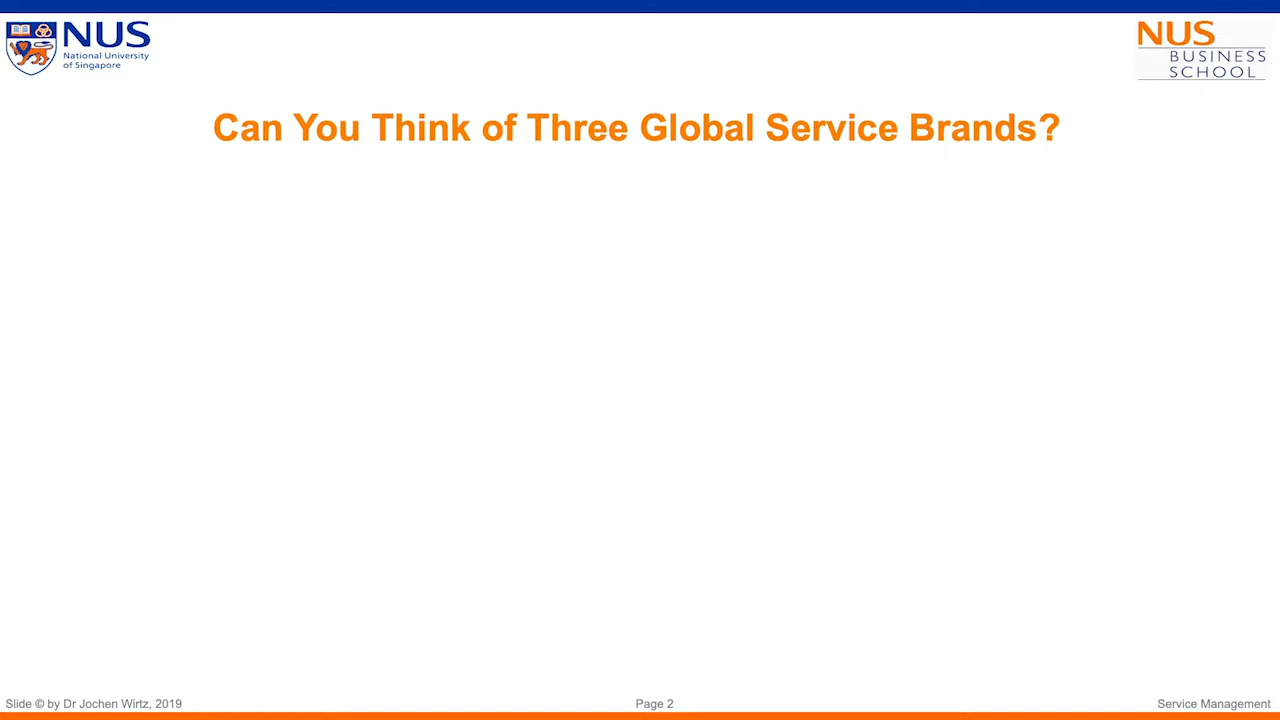 NUS
National University
of Singapore
NUS
BUSINESS
SCHOOL
Can You Think of Three Global Service Brands?
Slide © by Dr Jochen Wirtz, 2019
Page 2
Service Management